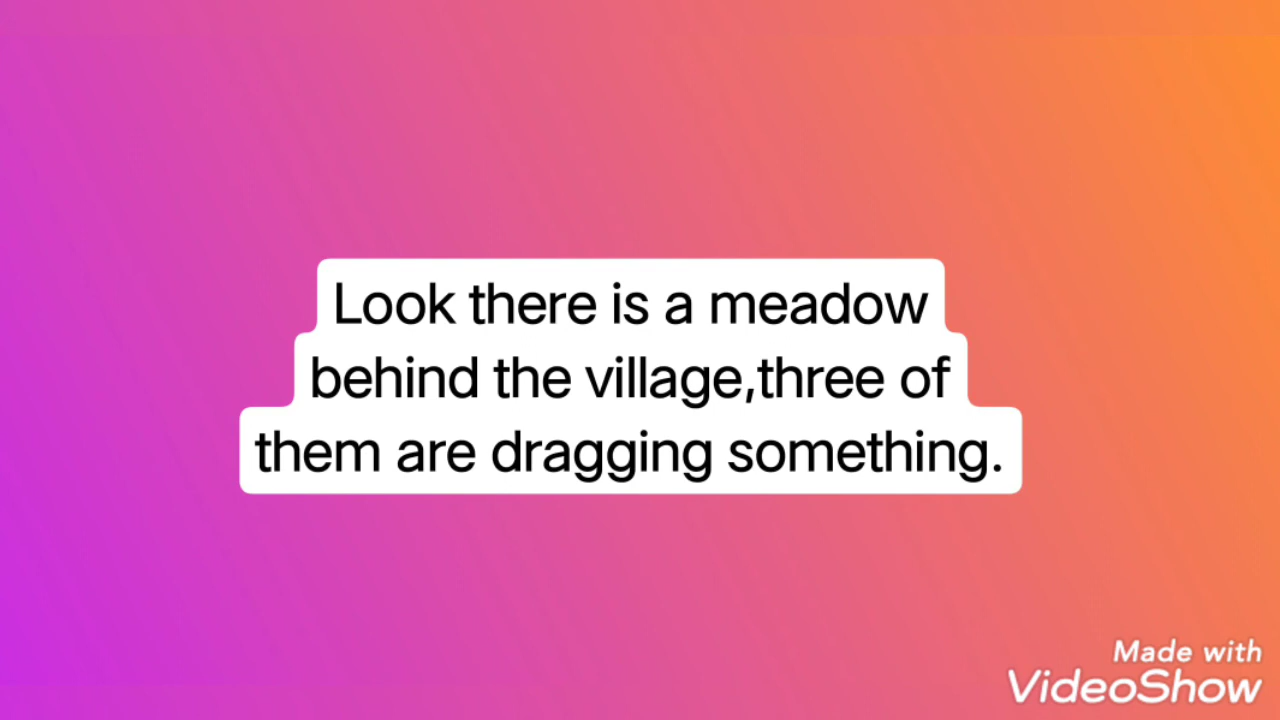 Look there is a meadow
behind the village,three of
them are dragging something.
Made with
VideoShow